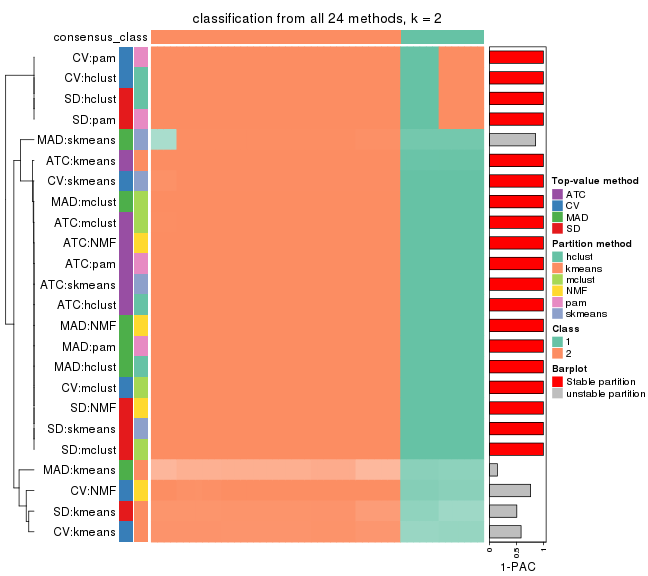 classification from all 24 methods, k = 2
consensus_class
CV:pam
CV:hclust
SD:hclust
SD:pam
MAD:skmeans
ATC:kmeans
CV:skmeans
MAD:mclust
ATC:mclust
ATC:NMF
ATC:pam
ATC:skmeans
ATC:hclust
MAD:NMF
MAD:pam
MAD:hclust
CV:mclust
SD:NMF
SD:skmeans
SD:mclust
MAD:kmeans
CV:NMF
SD:kmeans
CV:kmeans
0 0.5 1
1-PAC
Top-value method
ATC
CV
MAD
SD
Partition method
hclust
kmeans
mclust
NMF
pam
skmeans
Class
1
2
Barplot
Stable partition
unstable partition